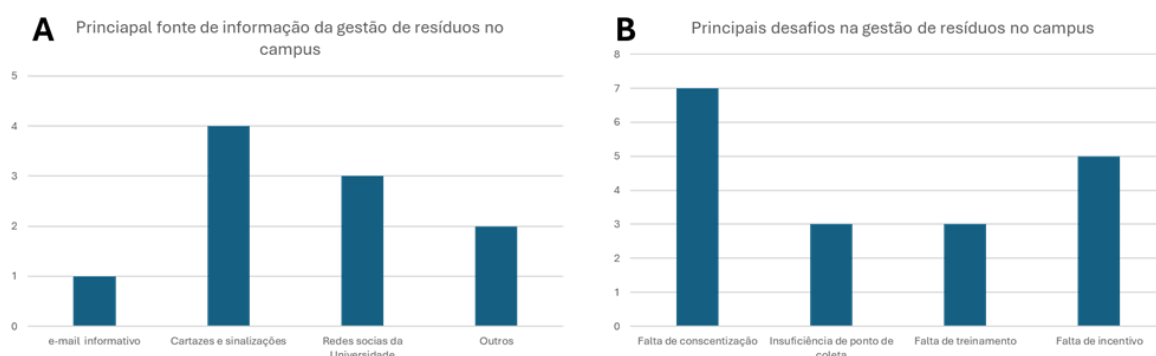 A
Princiapal fonte de informação da gestão de resíduos no
campus
5
4
3
2
1
0
e-mail informativo
Cartazes e sinalizações
Redes socias da
Universidade
Outros
B
Principais desafios na gestão de resíduos no campus
8
7
6
5
4
3
2
1
0
Falta de conscentização
Insuficiência de ponto de
coleta
Falta de treinamento
Falta de incentivo